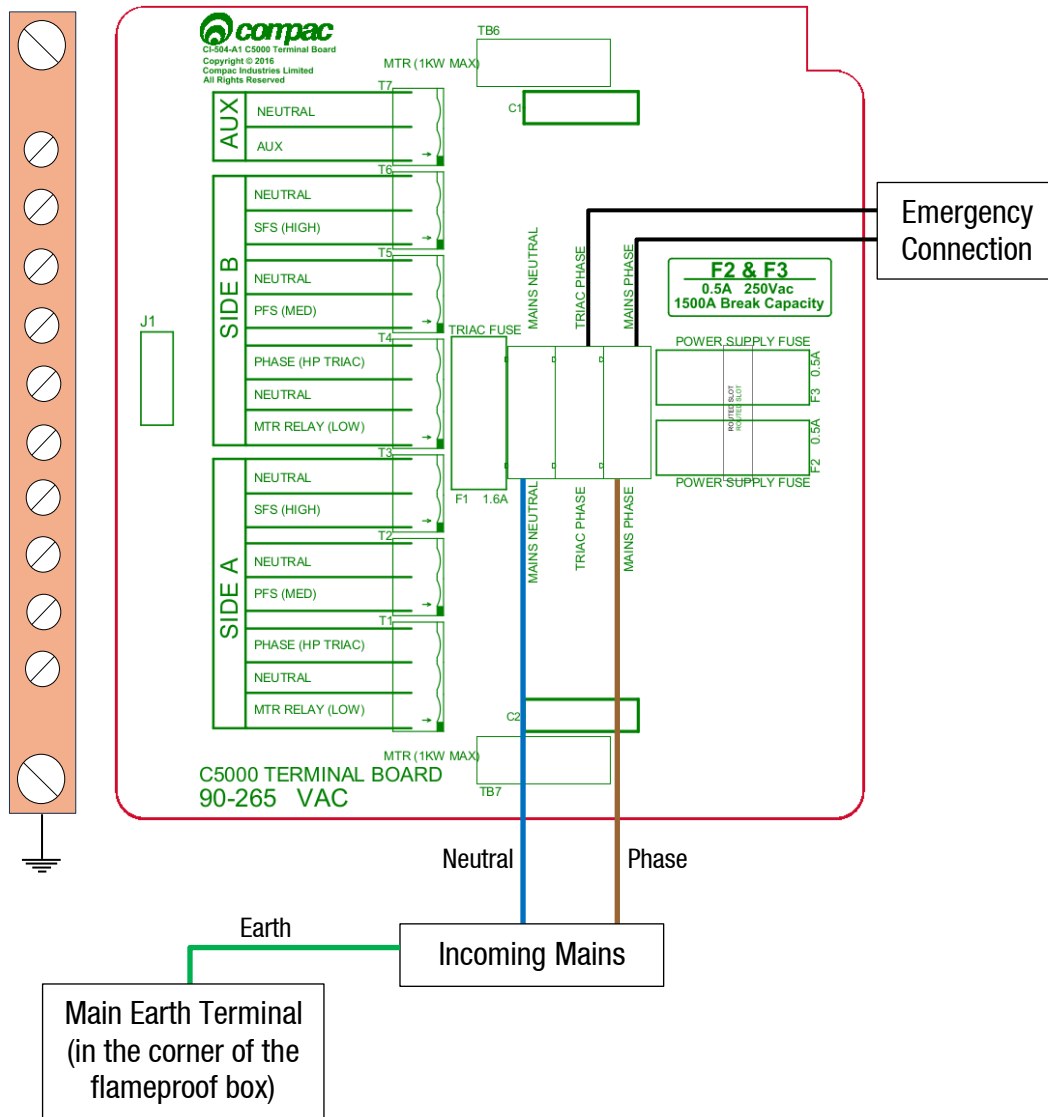 compac
CI-504-A1 C5000 Terminal Board
Copyright © 2016
Compac Industries Limited
All Rights Reserved
TB6
MTR (1KW MAX)
C1
T7
AUX
NEUTRAL
AUX
T6
SIDE B
NEUTRAL
SFS (HIGH)
T5
NEUTRAL
PFS (MED)
T4
PHASE (HP TRIAC)
NEUTRAL
MTR RELAY (LOW)
T3
SIDE A
NEUTRAL
SFS (HIGH)
T2
NEUTRAL
PFS (MED)
T1
PHASE (HP TRIAC)
NEUTRAL
MTR RELAY (LOW)
J1
MAINS NEUTRAL
TRIAC PHASE
MAINS PHASE
Emergency
Connection
F2 & F3
0.5A 250Vac
1500A Break Capacity
TRIAC FUSE
F1 1.6A
POWER SUPPLY FUSE
F3 0.5A
ROUTED SLOT
ROUTED SLOT
F2 0.5A
POWER SUPPLY FUSE
MAINS NEUTRAL
TRIAC PHASE
MAINS PHASE
C2
MTR (1KW MAX)
TB7
C5000 TERMINAL BOARD
90-265 VAC
Neutral
Phase
Earth
Incoming Mains
Main Earth Terminal
(in the corner of the
flameproof box)